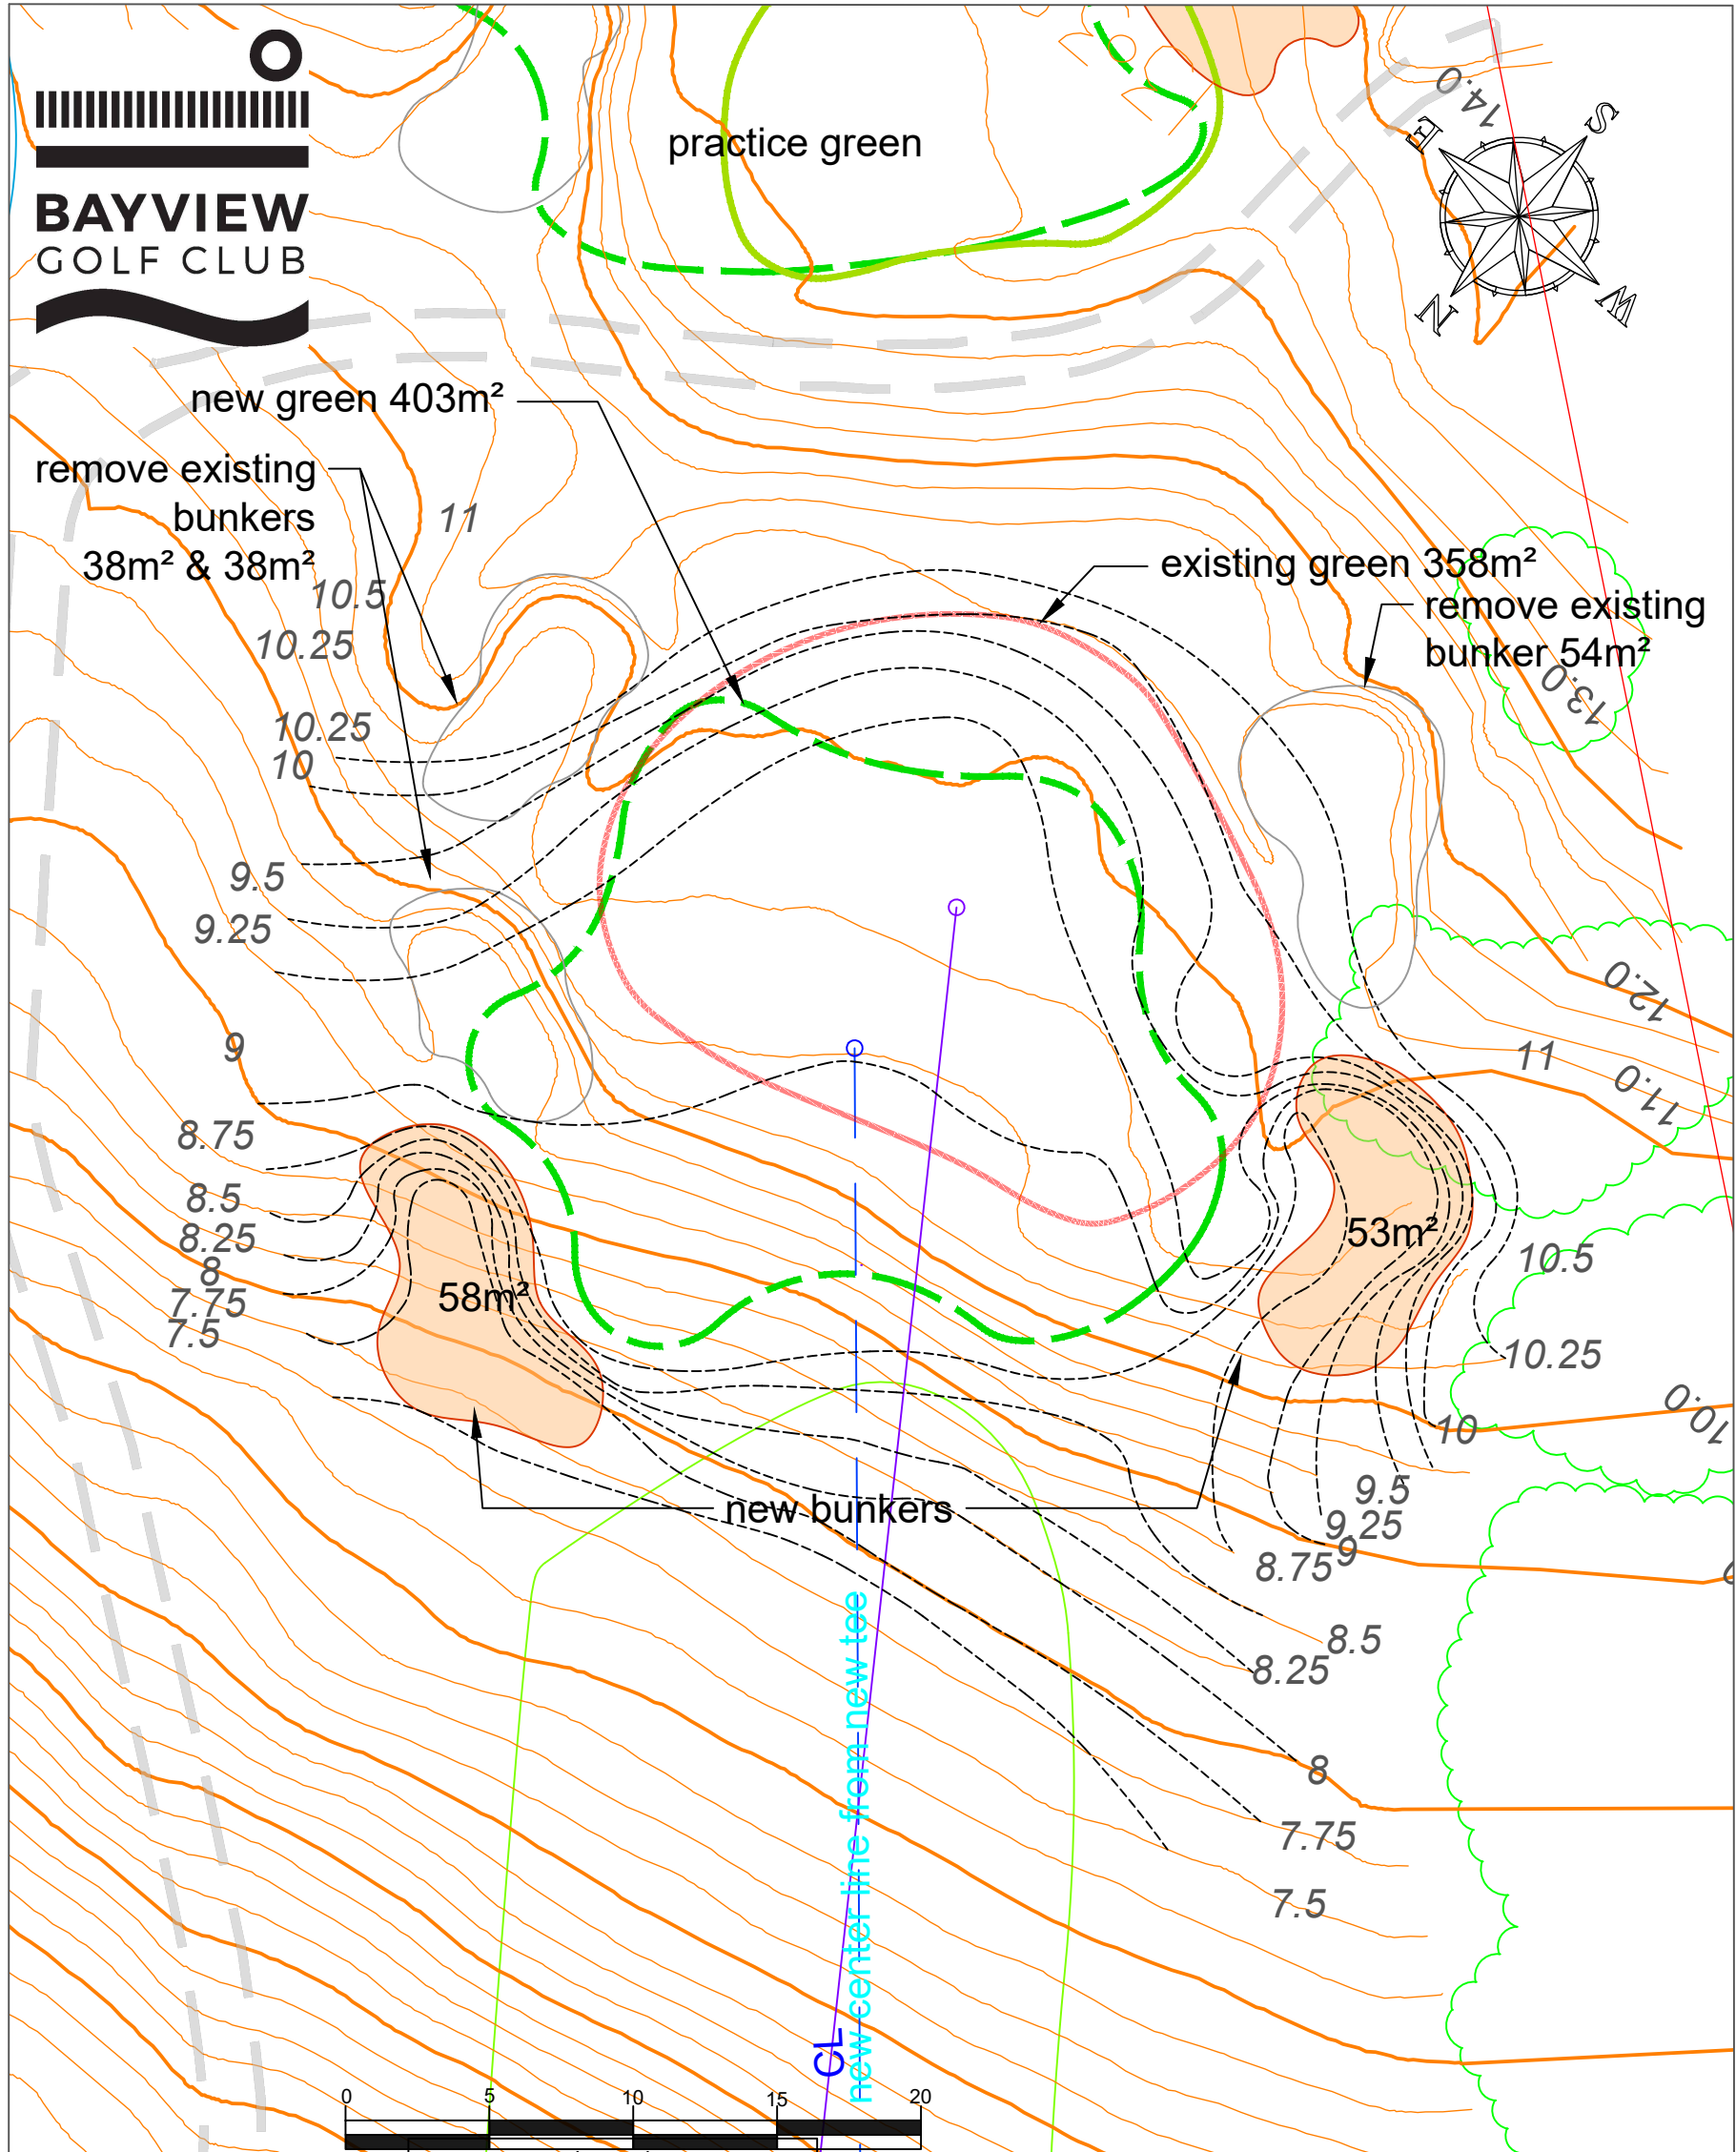 BAYVIEW
GOLF CLUB
practice green
14.0
S
E
W
N
new green 403m²
remove existing
bunkers
38m² & 38m²
11
10.5
10.25
10.25
10
9.5
9.25
9
8.75
8.5
8.25
8
7.75
7.5
existing green 358m²
remove existing
bunker 54m²
13.0
12.0
11
11.0
53m²
58m²
10.5
10.25
10.0
10
9.5
9.25
9
8.75
8.5
8.25
8
7.75
7.5
new bunkers
new center line from new tee
CL
0 5 10 15 20